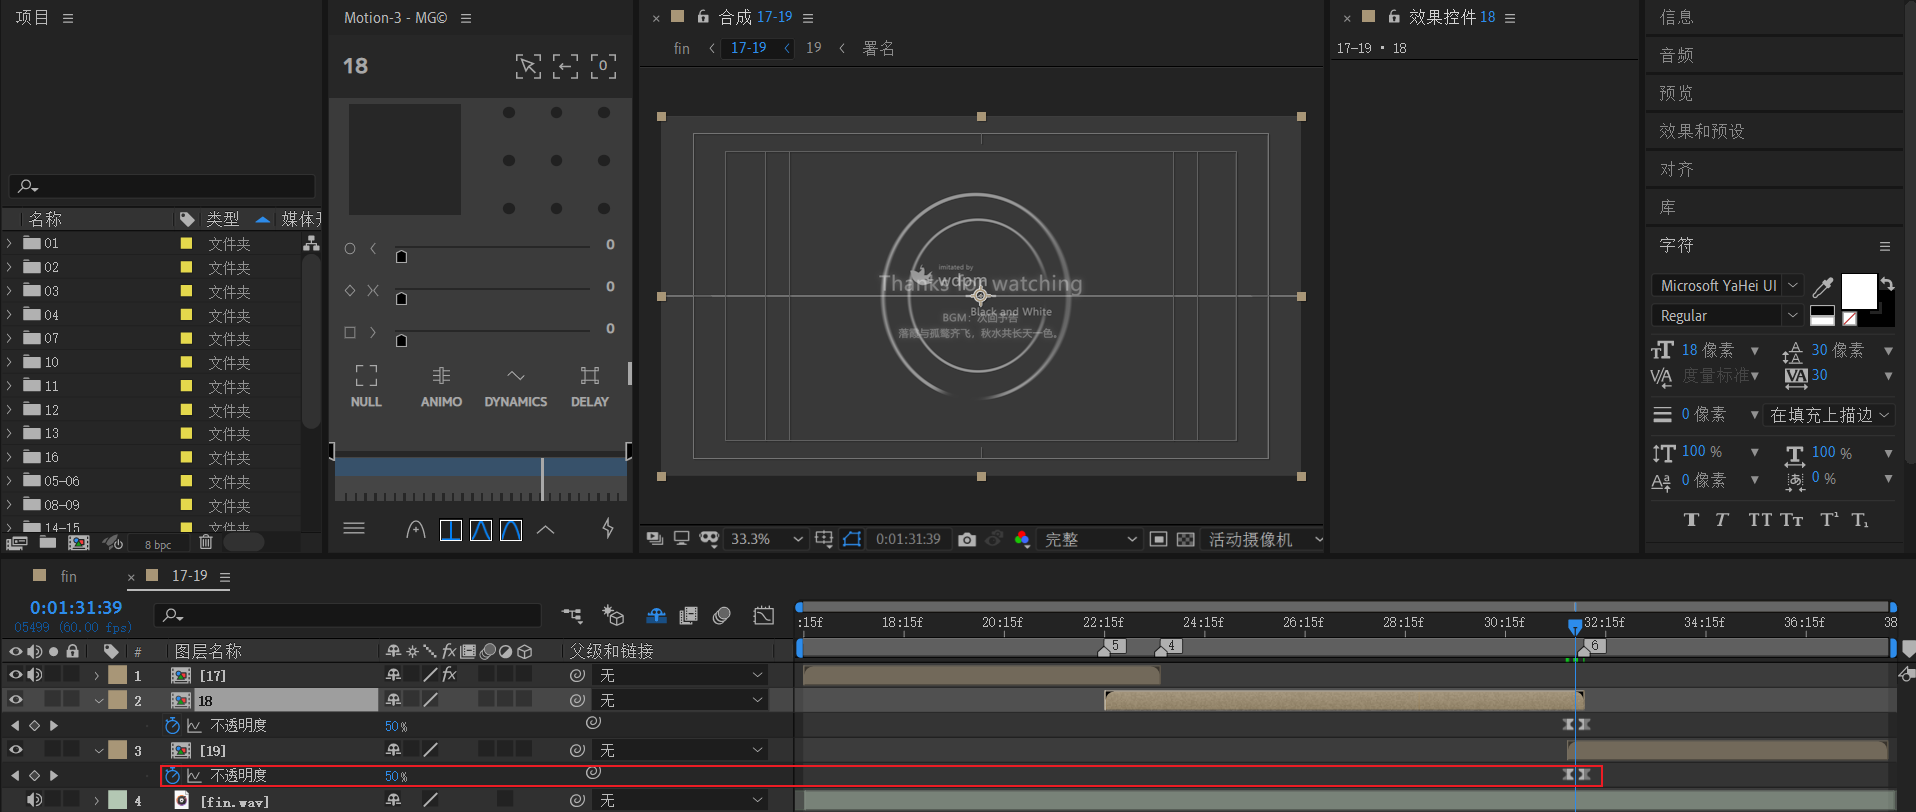 项目
名称 类型 媒体开
01 文件夹
02 文件夹
03 文件夹
04 文件夹
07 文件夹
10 文件夹
11 文件夹
12 文件夹
13 文件夹
16 文件夹
05-06 文件夹
08-09 文件夹
14-15 文件夹
8 bpc
Motion-3 - MG©
18
0
0
0
0
NULL ANIMO DYNAMICS DELAY
合成 17-19
fin 17-19 19 署名
imitated by
wdpm
Thanks for watching
Black and White
BGM：次回予告
落霞与孤鹜齐飞，秋水共长天一色。
33.3% 0:01:31:39 完整 活动摄像机
效果控件 18
17-19 • 18
信息
音频
预览
效果和预设
对齐
库
字符
Microsoft YaHei UI
Regular
18 像素 30 像素
度量标准 30
0 像素 在填充上描边
100 % 100 %
0 像素 0 %
T T TT Tт T¹ T₁
fin 17-19
0:01:31:39
05499 (60.00 fps)
:15f 18:15f 20:15f 22:15f 24:15f 26:15f 28:15f 30:15f 32:15f 34:15f 36:15f 38
# 图层名称 fx 父级和链接
5 4 6
1 [17] fx 无
2 18 无
不透明度 50%
3 [19] 无
不透明度 50%
4 [fin.wav] 无